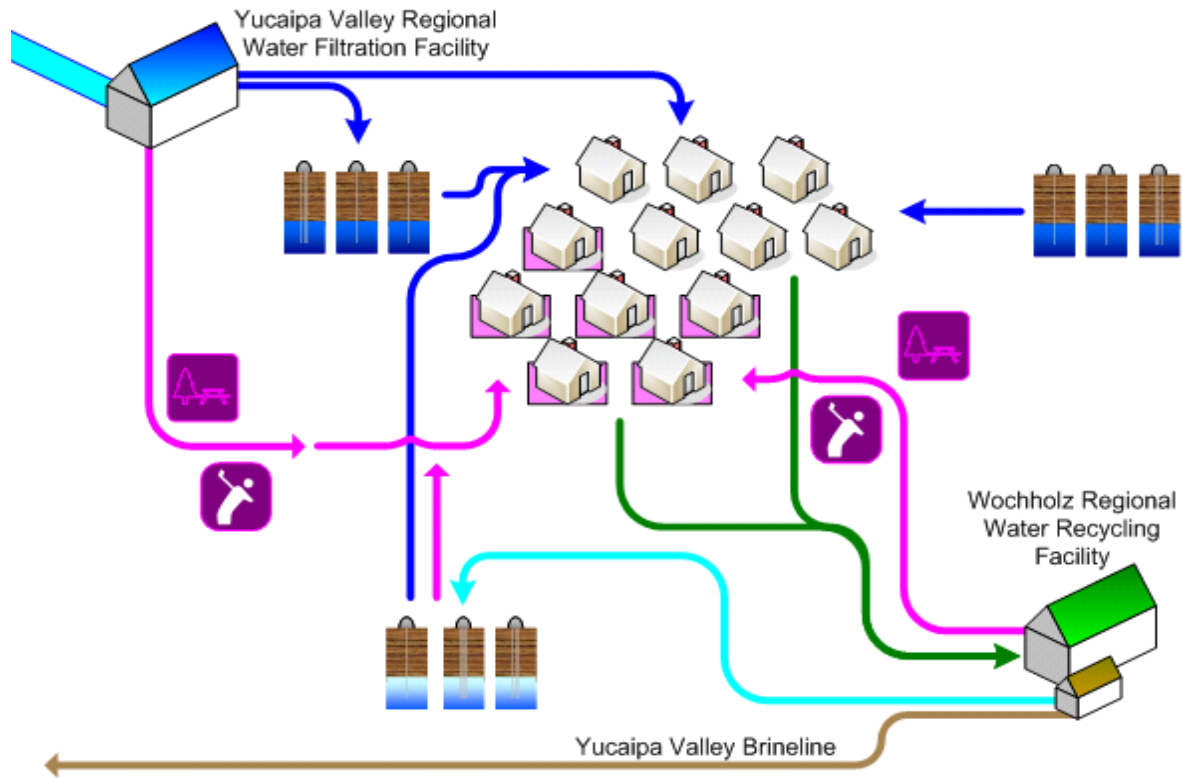 Yucaipa Valley Regional
Water Filtration Facility
Wochholz Regional
Water Recycling
Facility
Yucaipa Valley Brineline